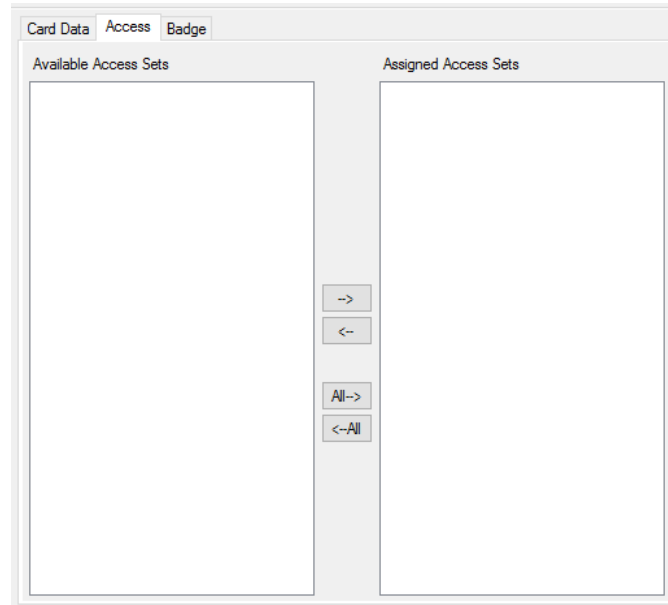 Card Data Access Badge
Available Access Sets Assigned Access Sets
-->
<--
All-->
<--All